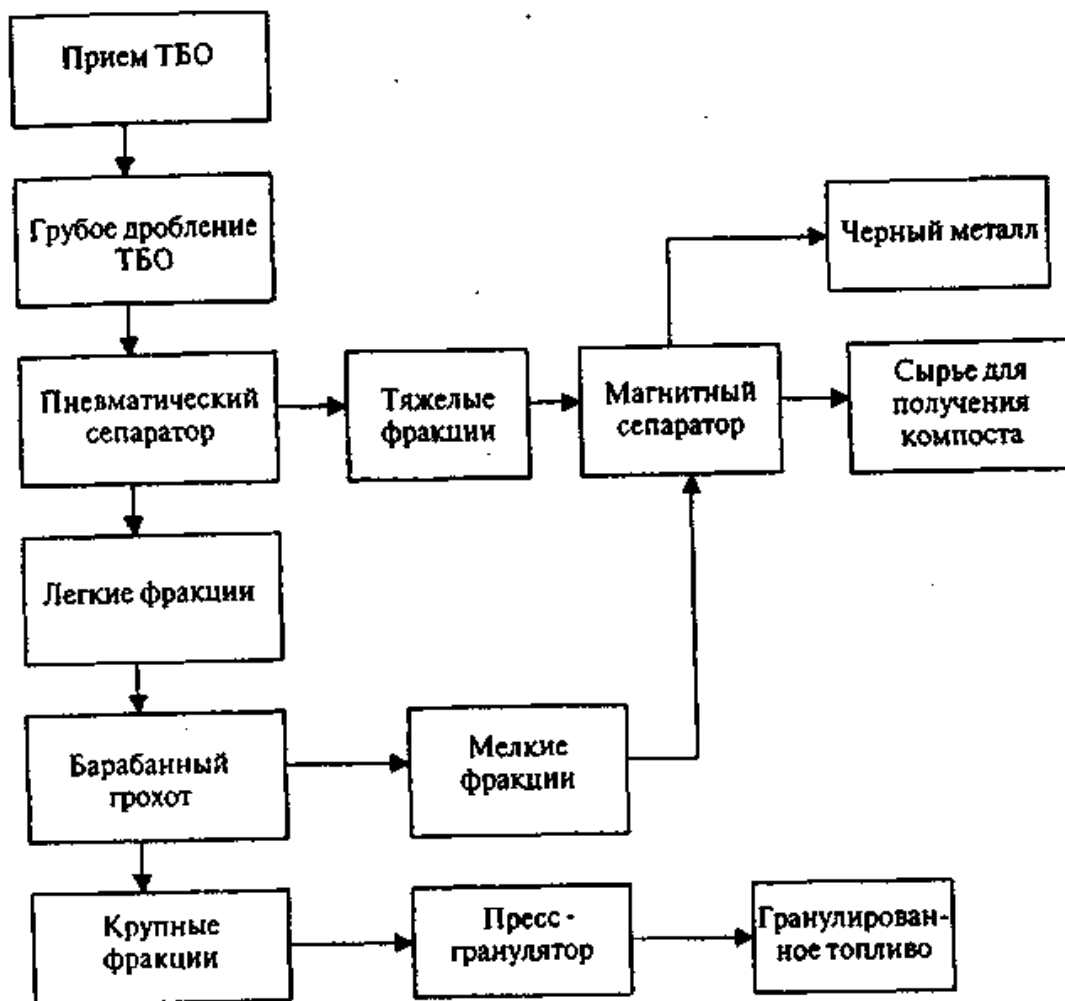 Прием ТБО
Грубое дробление
ТБО
Черный металл
Пневматический
сепаратор
Тяжелые
фракции
Магнитный
сепаратор
Сырье для
получения
компоста
Легкие фракции
Барабанный
грохот
Мелкие
фракции
Крупные
фракции
Пресс -
гранулятор
Гранулирован-
ное топливо